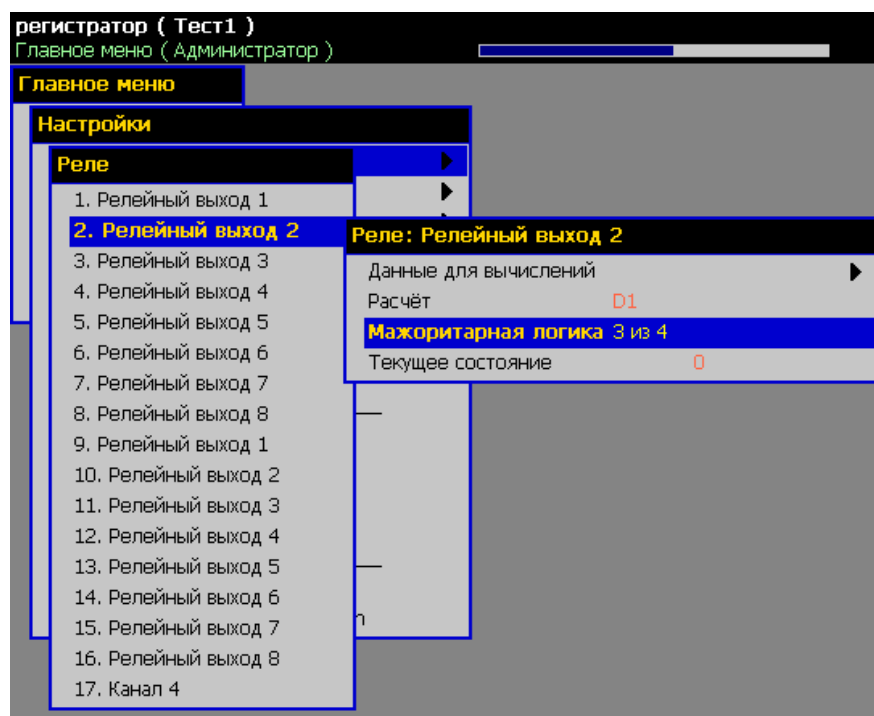 регистратор ( Тест1 )
Главное меню ( Администратор )
Главное меню
Настройки
Реле
1. Релейный выход 1
2. Релейный выход 2
3. Релейный выход 3
4. Релейный выход 4
5. Релейный выход 5
6. Релейный выход 6
7. Релейный выход 7
8. Релейный выход 8
9. Релейный выход 1
10. Релейный выход 2
11. Релейный выход 3
12. Релейный выход 4
13. Релейный выход 5
14. Релейный выход 6
15. Релейный выход 7
16. Релейный выход 8
17. Канал 4
Реле: Релейный выход 2
Данные для вычислений
Расчёт D1
Мажоритарная логика 3 из 4
Текущее состояние 0